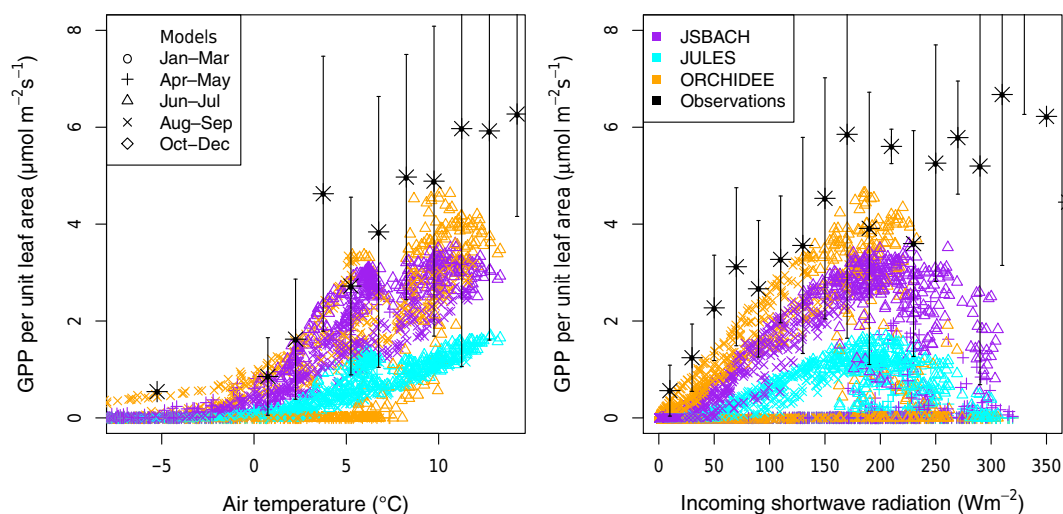 GPP per unit leaf area (μmol m⁻²s⁻¹)
8
6
4
2
0
Models
Jan–Mar
Apr–May
Jun–Jul
Aug–Sep
Oct–Dec
−5
0
5
10
Air temperature (°C)
GPP per unit leaf area (μmol m⁻²s⁻¹)
8
6
4
2
0
JSBACH
JULES
ORCHIDEE
Observations
0
50
100
150
200
250
300
350
Incoming shortwave radiation (Wm⁻²)